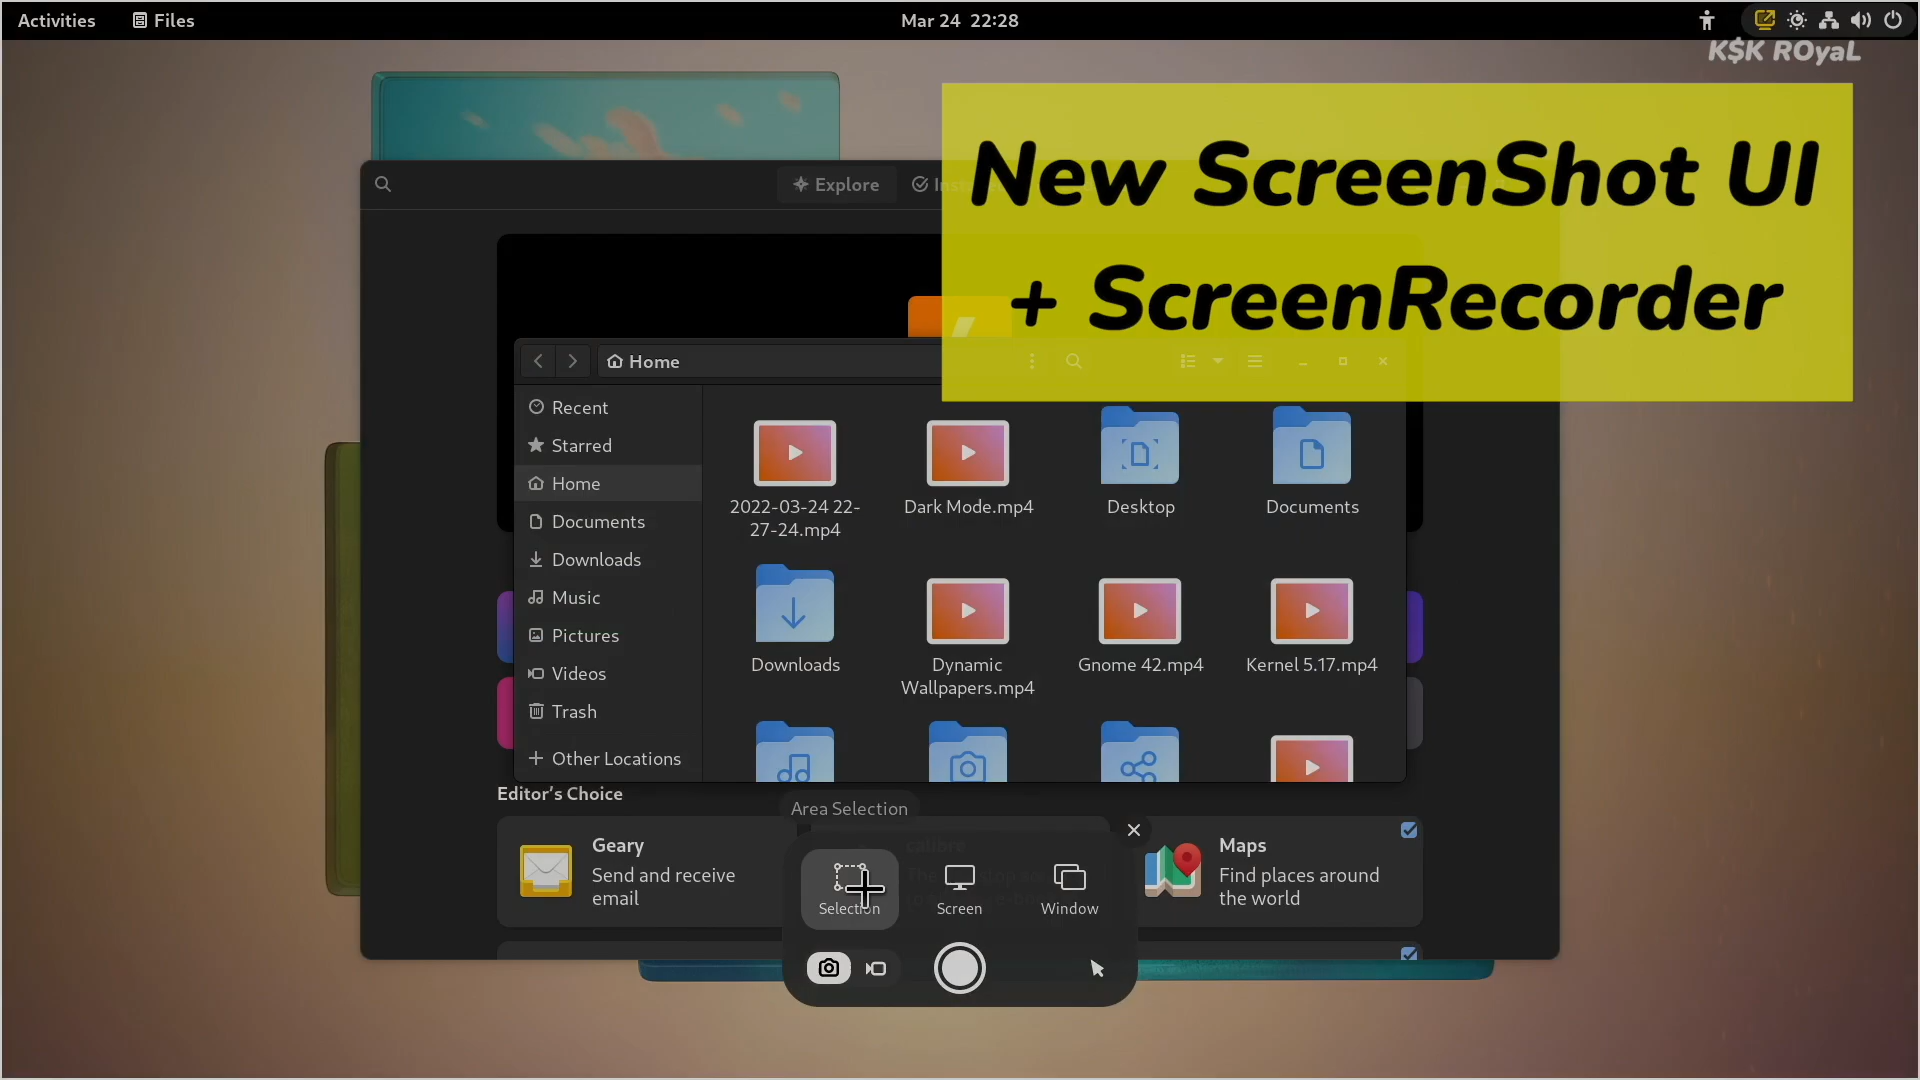 Activities
Files
Mar 24 22:28
K$K ROyaL
New ScreenShot UI
+ ScreenRecorder
Explore
Home
Recent
Starred
Home
Documents
Downloads
Music
Pictures
Videos
Trash
Other Locations
2022-03-24 22-
27-24.mp4
Dark Mode.mp4
Desktop
Documents
Downloads
Dynamic
Wallpapers.mp4
Gnome 42.mp4
Kernel 5.17.mp4
Editor's Choice
Area Selection
Geary
Send and receive
email
calibre
Maps
Find places around
the world
Selection
Screen
Window